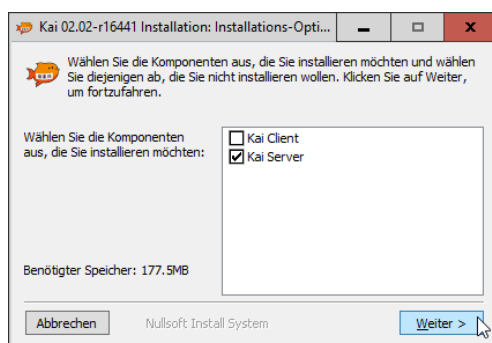 Kai 02.02-r16441 Installation: Installations-Opti...
Wählen Sie die Komponenten aus, die Sie installieren möchten und wählen
Sie diejenigen ab, die Sie nicht installieren wollen. Klicken Sie auf Weiter,
um fortzufahren.
Wählen Sie die Komponenten
aus, die Sie installieren möchten:
Kai Client
Kai Server
Benötigter Speicher: 177.5MB
Abbrechen
Nullsoft Install System
Weiter >